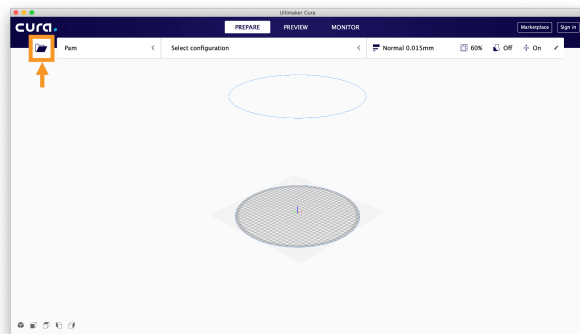 Ultimaker Cura
cura.
PREPARE PREVIEW MONITOR
Marketplace Sign in
Pam
Select configuration
Normal 0.015mm 60% Off On